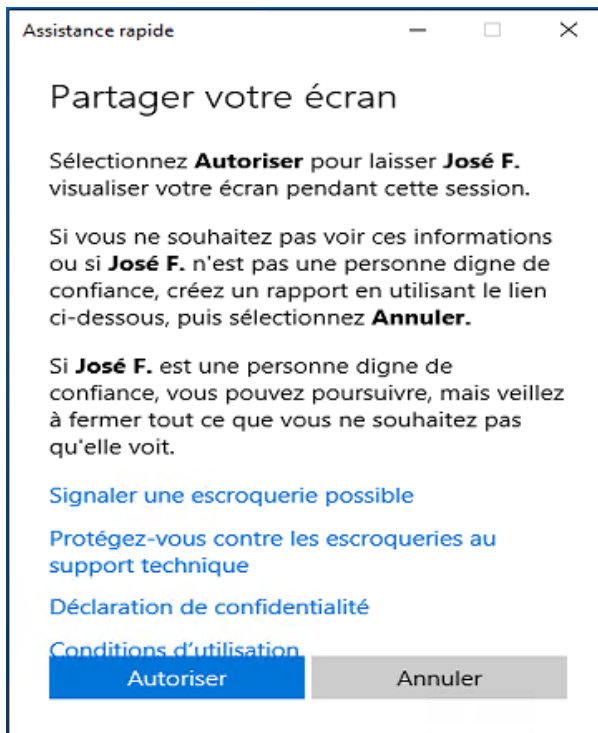 Assistance rapide
Partager votre écran
Sélectionnez Autoriser pour laisser José F.
visualiser votre écran pendant cette session.
Si vous ne souhaitez pas voir ces informations
ou si José F. n'est pas une personne digne de
confiance, créez un rapport en utilisant le lien
ci-dessous, puis sélectionnez Annuler.
Si José F. est une personne digne de
confiance, vous pouvez poursuivre, mais veillez
à fermer tout ce que vous ne souhaitez pas
qu'elle voit.
Signaler une escroquerie possible
Protégez-vous contre les escroqueries au
support technique
Déclaration de confidentialité
Conditions d'utilisation
Autoriser Annuler